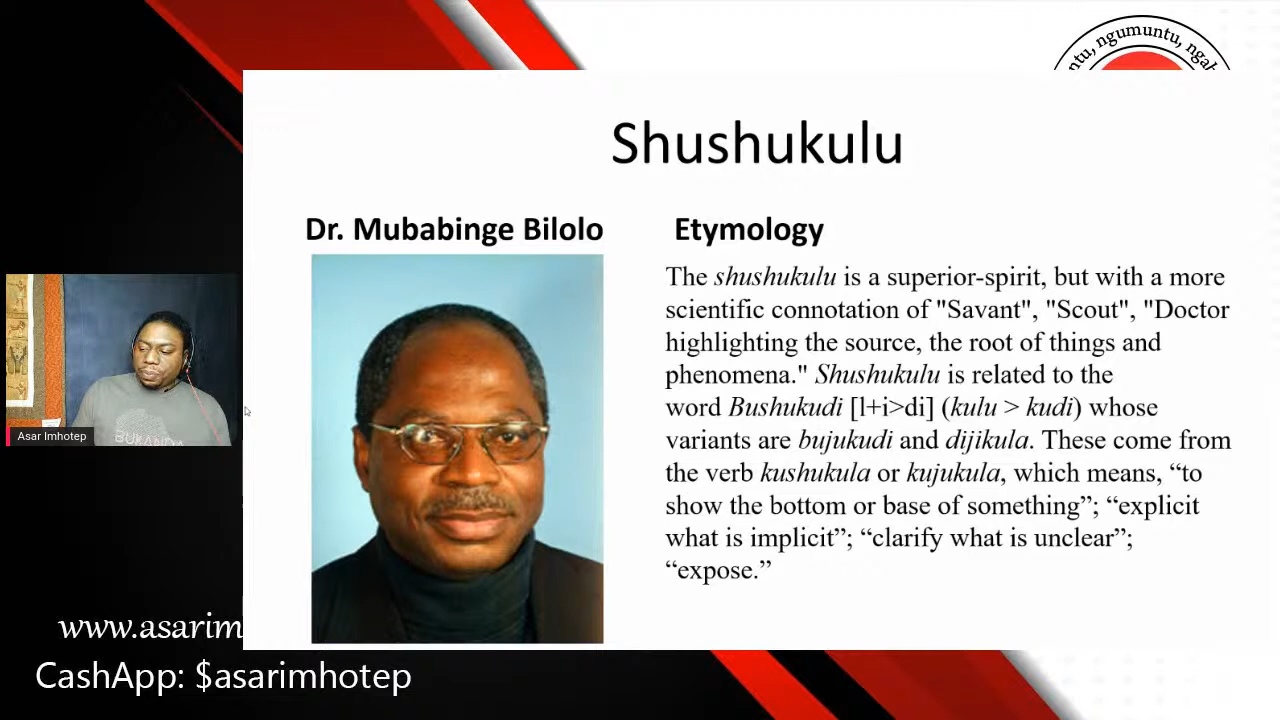 ntu, ngumuntu, ngab
Shushukulu
Dr. Mubabinge Bilolo
Etymology
The shushukulu is a superior-spirit, but with a more
scientific connotation of "Savant", "Scout", "Doctor
highlighting the source, the root of things and
phenomena." Shushukulu is related to the
word Bushukudi [l+i>di] (kulu > kudi) whose
variants are bujukudi and dijikula. These come from
the verb kushukula or kujukula, which means, “to
show the bottom or base of something”; “explicit
what is implicit”; “clarify what is unclear”;
“expose.”
BUKANDA
Asar Imhotep
www.asarim
CashApp: $asarimhotep